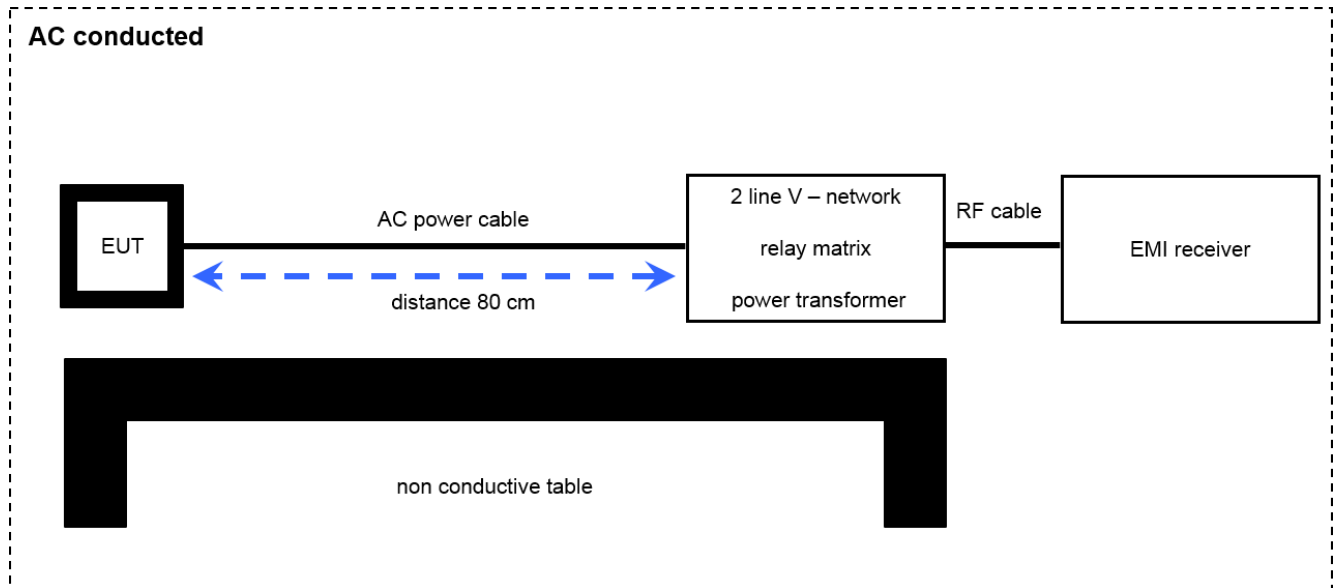 AC conducted
EUT
AC power cable
distance 80 cm
2 line V – network
relay matrix
power transformer
RF cable
EMI receiver
non conductive table